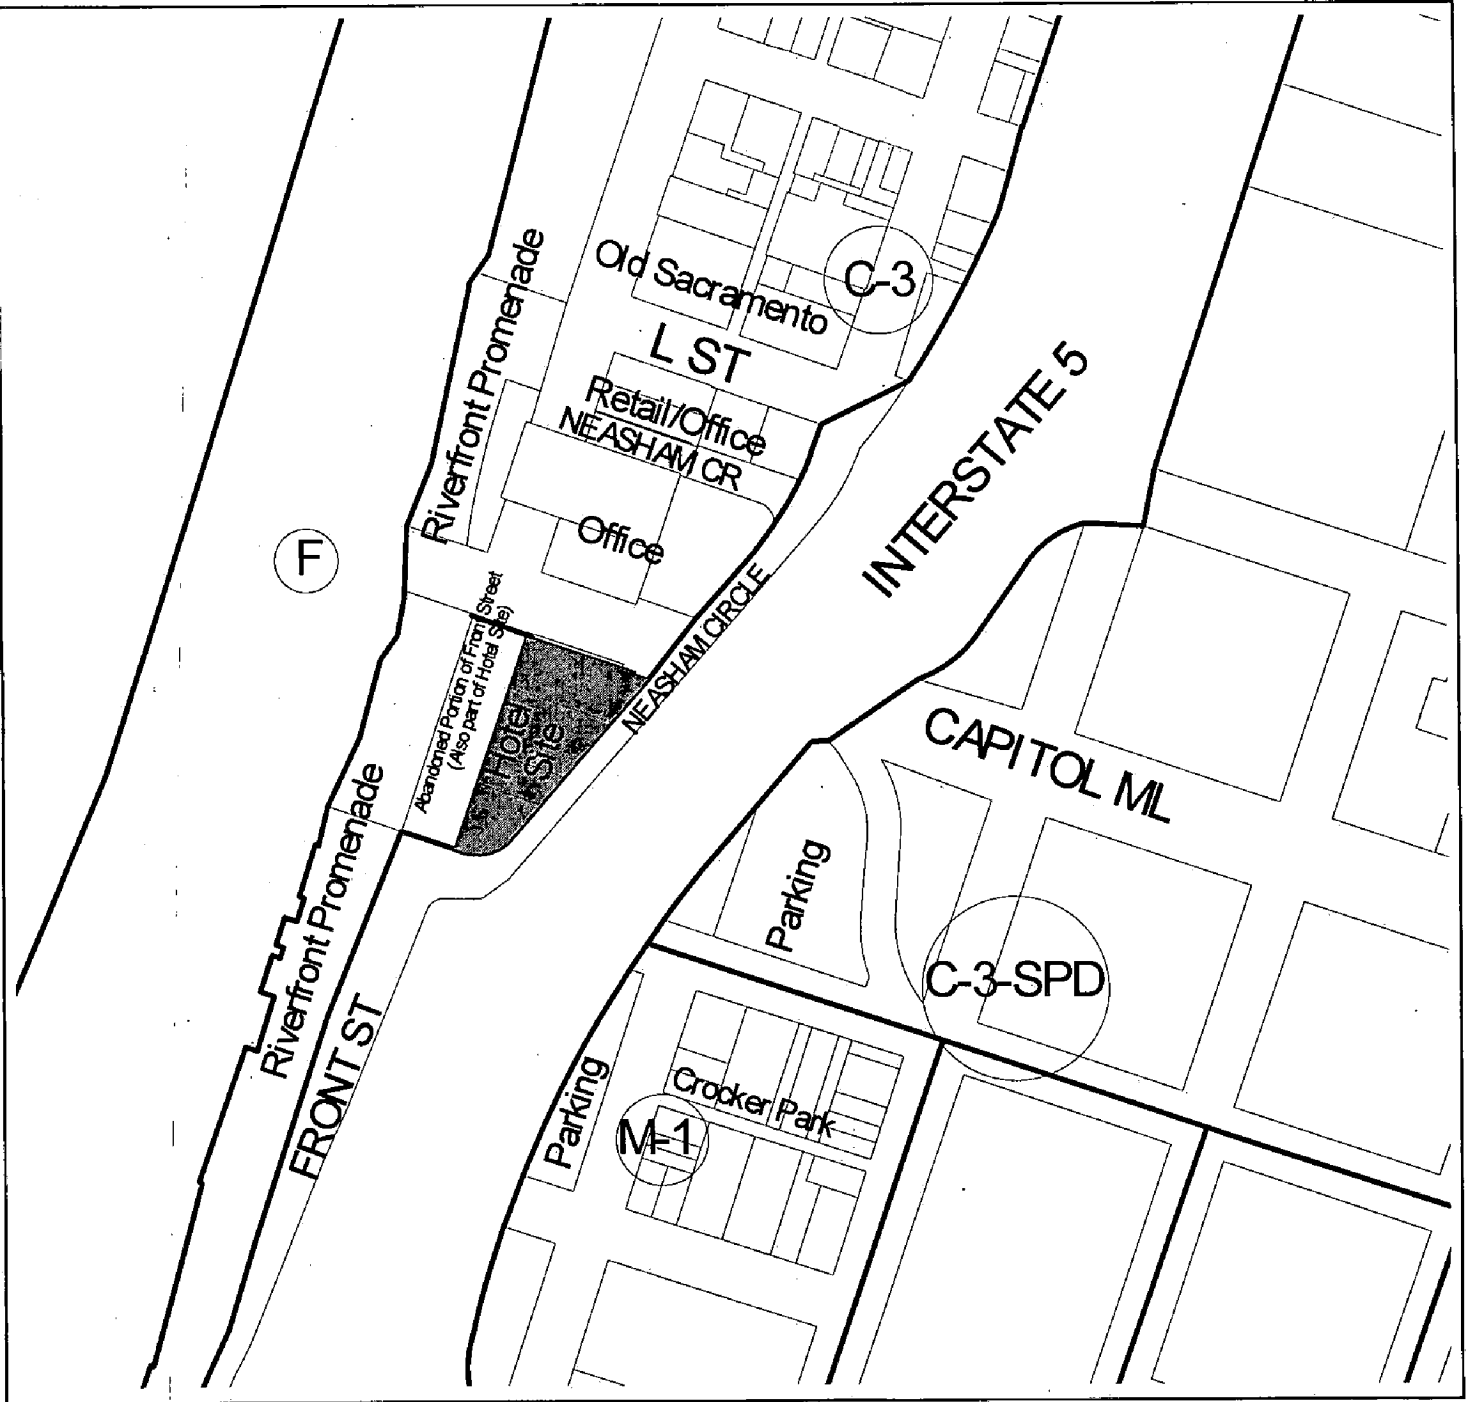 Old Sacramento
C-3
Riverfront Promenade
L ST
Retail/Office
NEASHAM CR
INTERSTATE 5
Office
F
NEASHAM CIRCLE
Abandoned Portion of Front Street
(Also part of Hotel Site)
Hotel
Site
CAPITOL ML
Riverfront Promenade
Parking
C-3-SPD
FRONT ST
Parking
Crocker Park
M-1